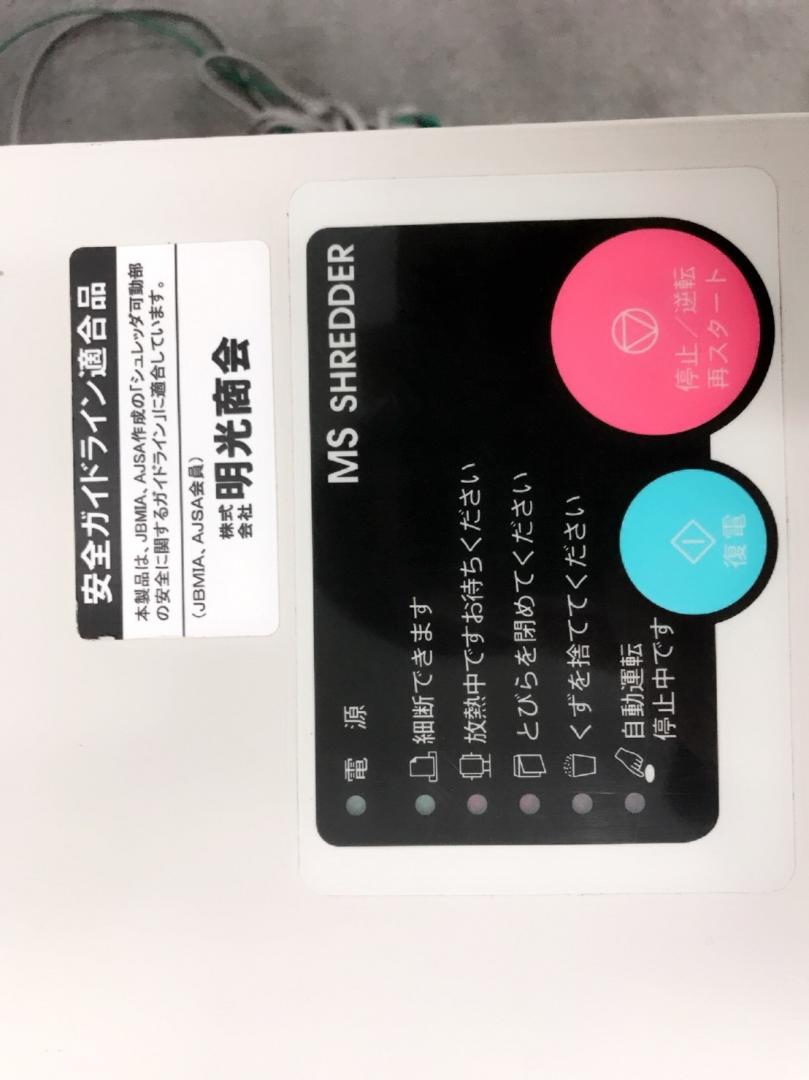 安全ガイドライン適合品
本製品は、JBMIA、AJSA作成の「シュレッダ可動部
の安全に関するガイドライン」に適合しています。
(JBMIA、AJSA会員)
株式
会社 明光商会
MS SHREDDER
電 源
細断できます
放熱中ですお待ちください
とびらを閉めてください
くずを捨ててください
自動運転
停止中です
復電
停止/逆転
再スタート